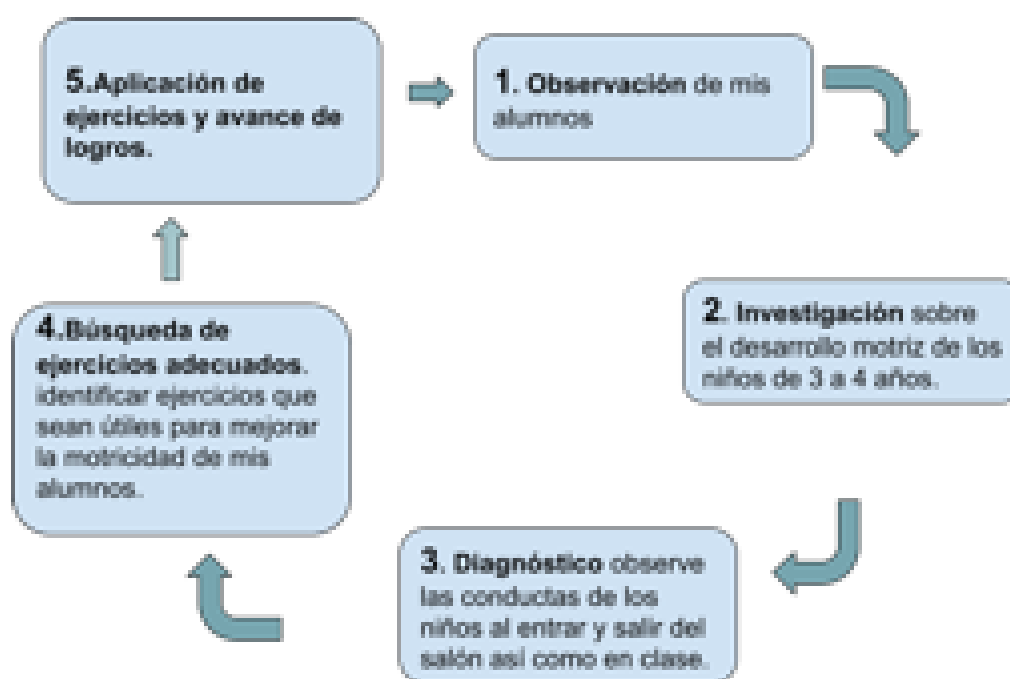 5.Aplicación de
ejercicios y avance de
logros.
1. Observación de mis
alumnos
2. Investigación sobre
el desarrollo motriz de los
niños de 3 a 4 años.
3. Diagnóstico observe
las conductas de los
niños al entrar y salir del
salón así como en clase.
4.Búsqueda de
ejercicios adecuados.
identificar ejercicios que
sean útiles para mejorar
la motricidad de mis
alumnos.